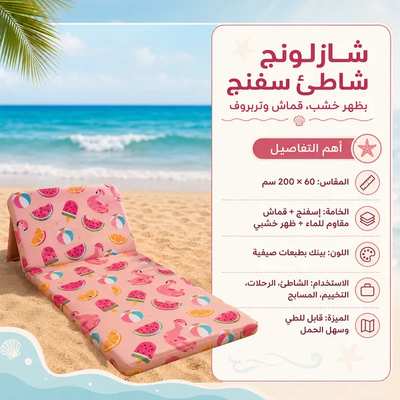 شازلونج
شاطئ سفنج
بظهر خشب، قماش وتربروف
أهم التفاصيل
المقاس: 60 × 200 سم
الخامة: إسفنج + قماش
مقاوم للماء + ظهر خشبي
اللون: بينك بطبعات صيفية
الاستخدام: الشاطئ، الرحلات،
التخييم، المسابح
الميزة: قابل للطي
وسهل الحمل